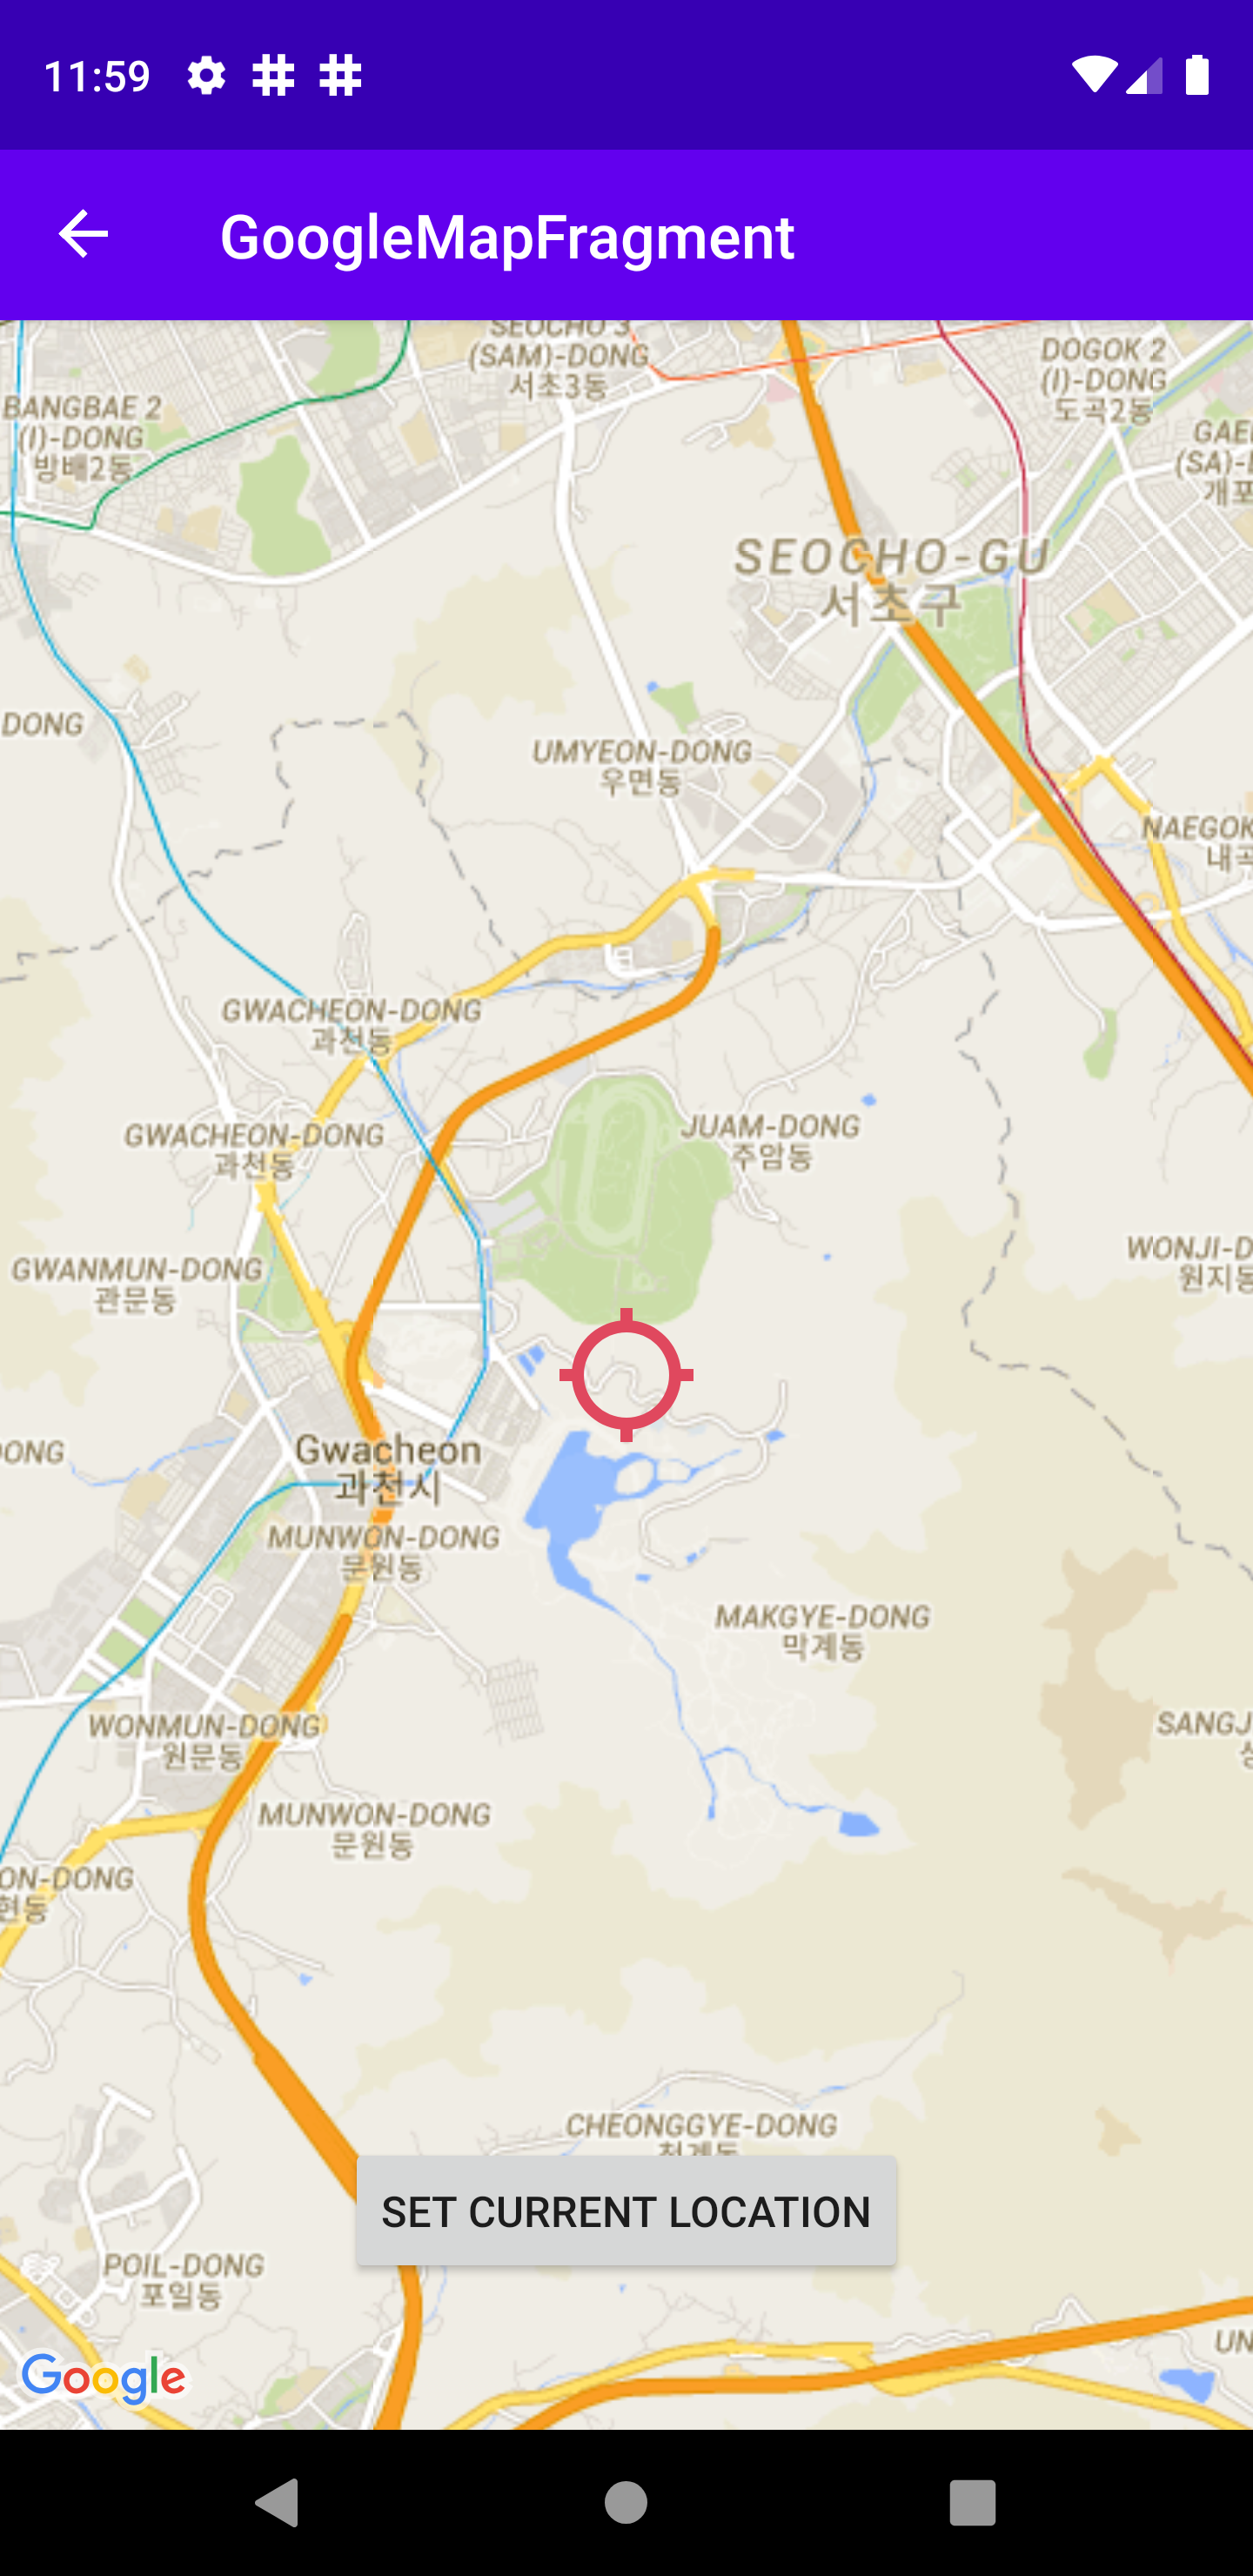 11:59
GoogleMapFragment
SEOCHO 3
(SAM)-DONG
서초3동
DOGOK 2
(I)-DONG
도곡2동
BANGBAE 2
(I)-DONG
방배2동
SEOCHO-GU
서초구
DONG
UMYEON-DONG
우면동
GWACHEON-DONG
과천동
JUAM-DONG
주암동
GWACHEON-DONG
과천동
GWANMUN-DONG
관문동
Gwacheon
과천시
MUNWON-DONG
문원동
MAKGYE-DONG
막계동
WONMUN-DONG
원문동
MUNWON-DONG
문원동
CHEONGGYE-DONG
청계동
SET CURRENT LOCATION
POIL-DONG
포일동
Google